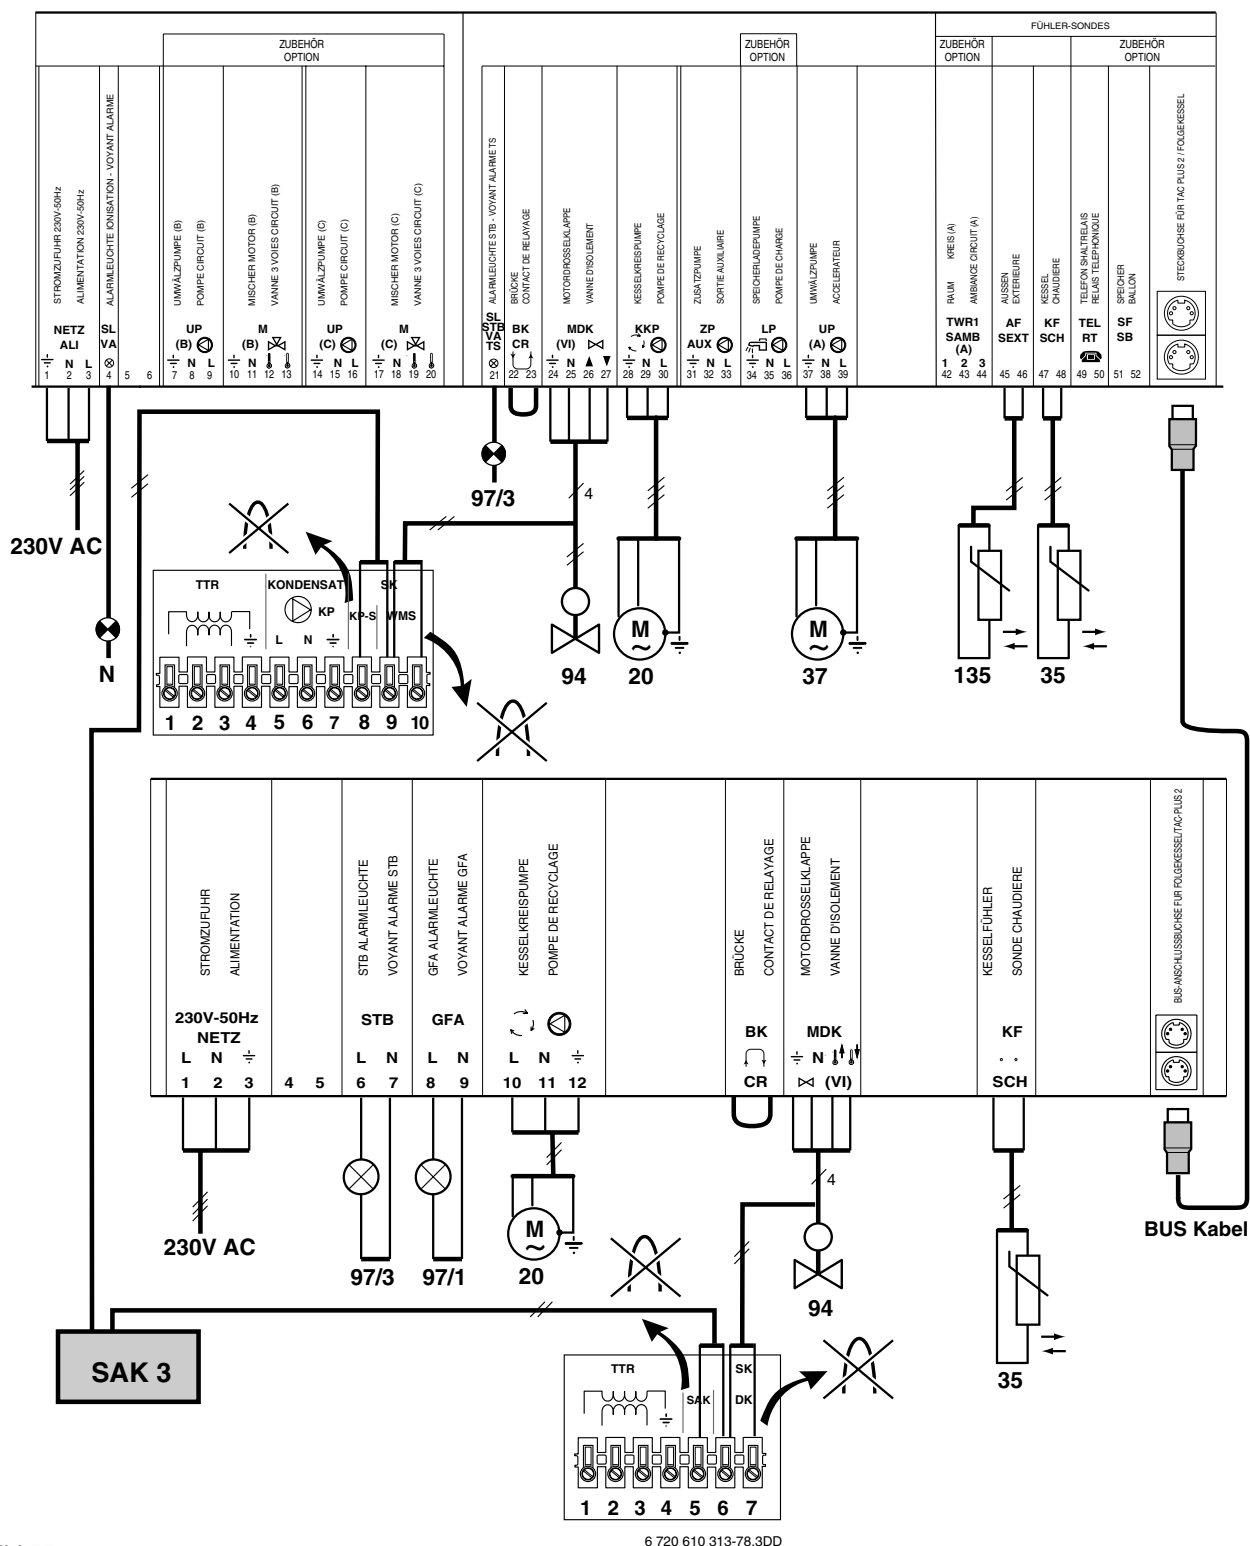 FÜHLER-SONDES
ZUBEHÖR
OPTION
ZUBEHÖR
OPTION
ZUBEHÖR
OPTION
ZUBEHÖR
OPTION
STROMZUFUHR 230V-50Hz
ALIMENTATION 230V-50Hz
ALARMLEUCHTE IONISATION - VOYANT ALARME
UMWÄLZPUMPE (B)
POMPE CIRCUIT (B)
MISCHER MOTOR (B)
VANNE 3 VOIES CIRCUIT (B)
UMWÄLZPUMPE (C)
POMPE CIRCUIT (C)
MISCHER MOTOR (C)
VANNE 3 VOIES CIRCUIT (C)
ALARMLEUCHTE STB - VOYANT ALARME TS
BRÜCKE
CONTACT DE RELAYAGE
MOTORDROSSELKLAPPE
VANNE D'ISOLEMENT
KESSELKREISPUMPE
POMPE DE RECYCLAGE
ZUSATZPUMPE
SORTIE AUXILIAIRE
SPEICHERLADEPUMPE
POMPE DE CHARGE
UMWÄLZPUMPE
ACCELERATEUR
RAUM KREIS (A)
AMBIANCE CIRCUIT (A)
AUSSEN
EXTERIEURE
KESSEL
CHAUDIERE
TELEFON SHALTRELAIS
RELAIS TELEPHONIQUE
SPEICHER
BALLON
STECKBUCHSE FÜR TAC PLUS 2 / FOLGEKESSEL
NETZ
ALI
SL
VA
UP
(B)
M
(B)
UP
(C)
M
(C)
SL
STB
VA
TS
BK
CR
MDK
(VI)
KKP
ZP
AUX
LP
UP
(A)
TWR1
SAMB
(A)
AF
SEXT
KF
SCH
TEL
RT
SF
SB
N L
N L
N
N L
N
N
N L
N L
N L
N L
1 2 3
1 2 3 4 5 6 7 8 9 10 11 12 13 14 15 16 17 18 19 20 21 22 23 24 25 26 27 28 29 30 31 32 33 34 35 36 37 38 39 42 43 44 45 46 47 48 49 50 51 52
230V AC
N
97/3
4
94
20
37
135
35
M
~
M
~
TTR
KONDENSAT
SK
KP
KP-S
WMS
L N
1 2 3 4 5 6 7 8 9 10
STROMZUFUHR
ALIMENTATION
STB ALARMLEUCHTE
VOYANT ALARME STB
GFA ALARMLEUCHTE
VOYANT ALARME GFA
KESSELKREISPUMPE
POMPE DE RECYCLAGE
BRÜCKE
CONTACT DE RELAYAGE
MOTORDROSSELKLAPPE
VANNE D'ISOLEMENT
KESSELFÜHLER
SONDE CHAUDIERE
BUS-ANSCHLUSSBUCHSE FUR FOLGEKESSEL/TAC-PLUS 2
230V-50Hz
NETZ
STB
GFA
BK
MDK
KF
L N
L N
L N
L N
N
1 2 3 4 5 6 7 8 9 10 11 12
CR
(VI)
SCH
230V AC
97/3
97/1
M
~
20
4
94
35
BUS Kabel
SAK 3
TTR
SK
SAK
DK
1 2 3 4 5 6 7
6 720 610 313-78.3DD